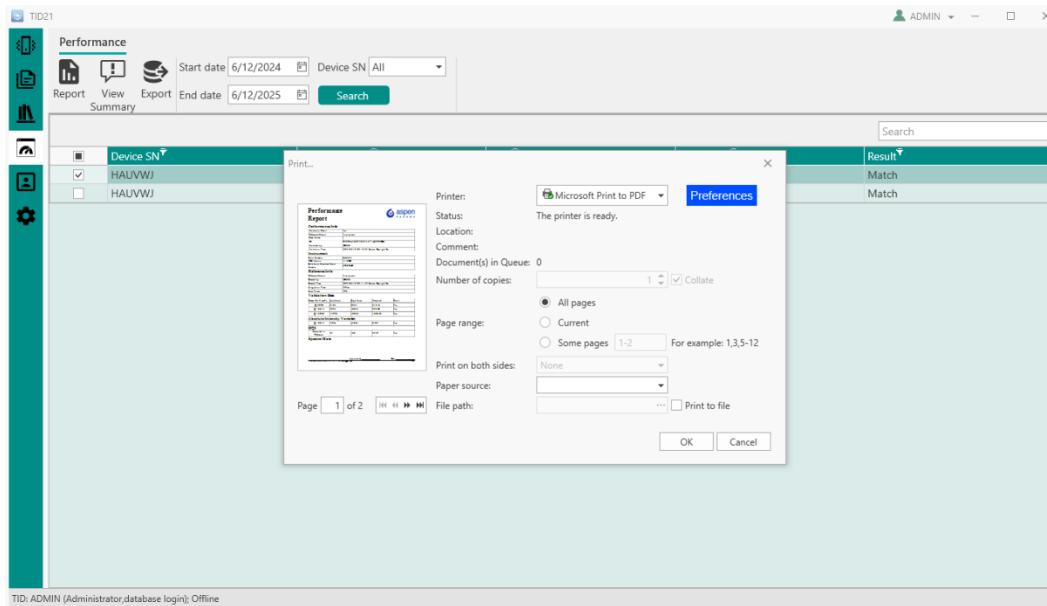 TID21
ADMIN
Performance
Report
View Summary
Export
Start date 6/12/2024
Device SN All
End date 6/12/2025
Search
Search
Device SN
Result
HAUVWJ
Match
HAUVWJ
Match
Print...
Performance Report
aspen
Printer: Microsoft Print to PDF
Preferences
Status: The printer is ready.
Location:
Comment:
Document(s) in Queue: 0
Number of copies: 1 Collate
All pages
Page range: Current
Some pages 1-2 For example: 1,3,5-12
Print on both sides: None
Paper source:
Page 1 of 2
File path: ... Print to file
OK
Cancel
TID: ADMIN (Administrator,database login); Offline